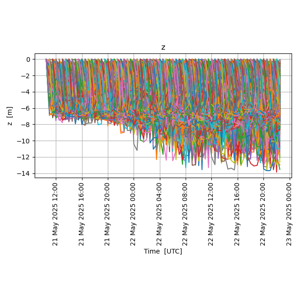 z
0
−2
−4
−6
−8
−10
−12
−14
z [m]
21 May 2025 12:00
21 May 2025 16:00
21 May 2025 20:00
22 May 2025 00:00
22 May 2025 04:00
22 May 2025 08:00
22 May 2025 12:00
22 May 2025 16:00
22 May 2025 20:00
23 May 2025 00:00
Time [UTC]